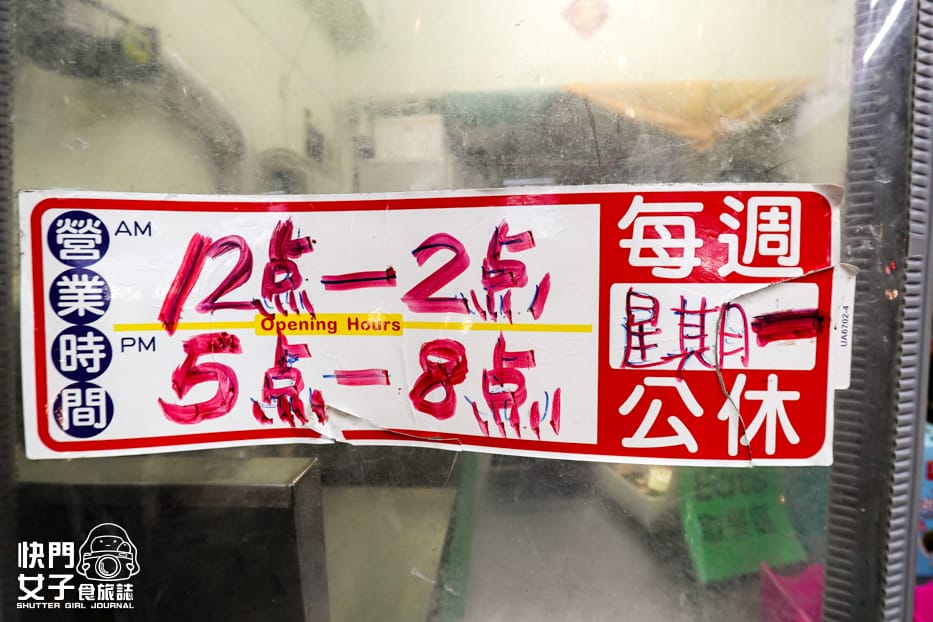 營業時間
AM 12点-2点
Opening Hours
PM 5点-8点
每週
星期一
公休
UA6702-4
快門
女子食旅誌
SHUTTER GIRL JOURNAL